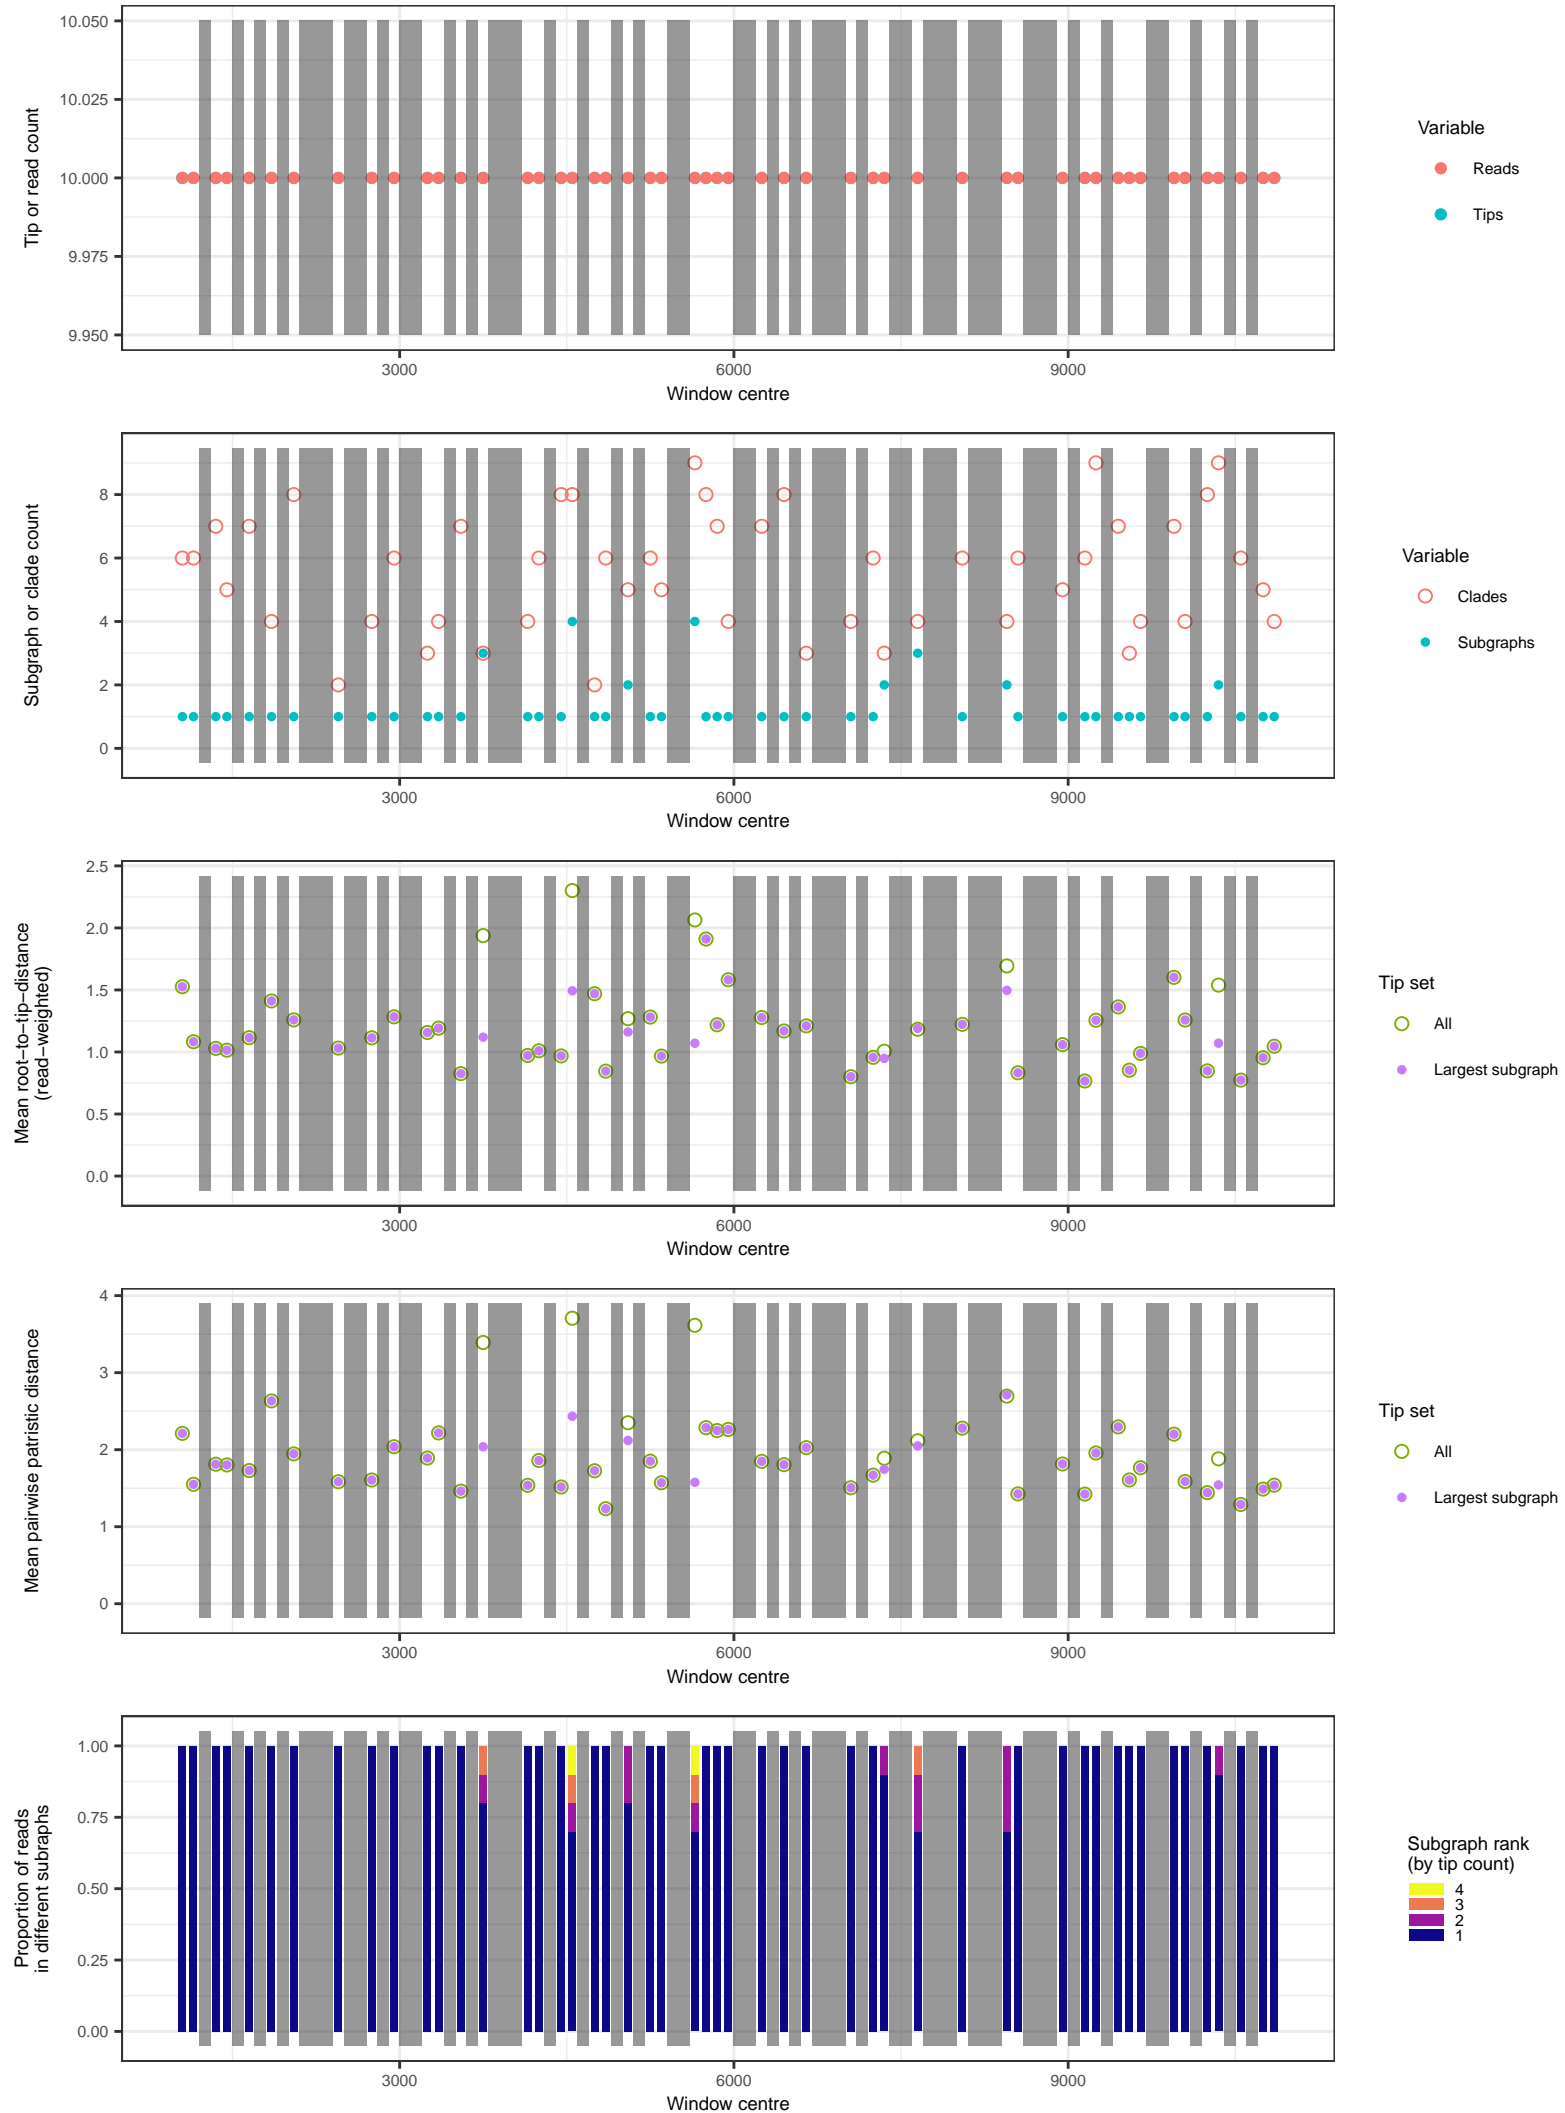 10.050
10.025
10.000
9.975
9.950
Tip or read count
3000 6000 9000
Window centre
Variable
Reads
Tips
8
6
4
2
0
Subgraph or clade count
3000 6000 9000
Window centre
Variable
Clades
Subgraphs
2.5
2.0
1.5
1.0
0.5
0.0
Mean root−to−tip−distance
(read−weighted)
3000 6000 9000
Window centre
Tip set
All
Largest subgraph
4
3
2
1
0
Mean pairwise patristic distance
3000 6000 9000
Window centre
Tip set
All
Largest subgraph
1.00
0.75
0.50
0.25
0.00
Proportion of reads
in different subraphs
3000 6000 9000
Window centre
Subgraph rank
(by tip count)
4
3
2
1